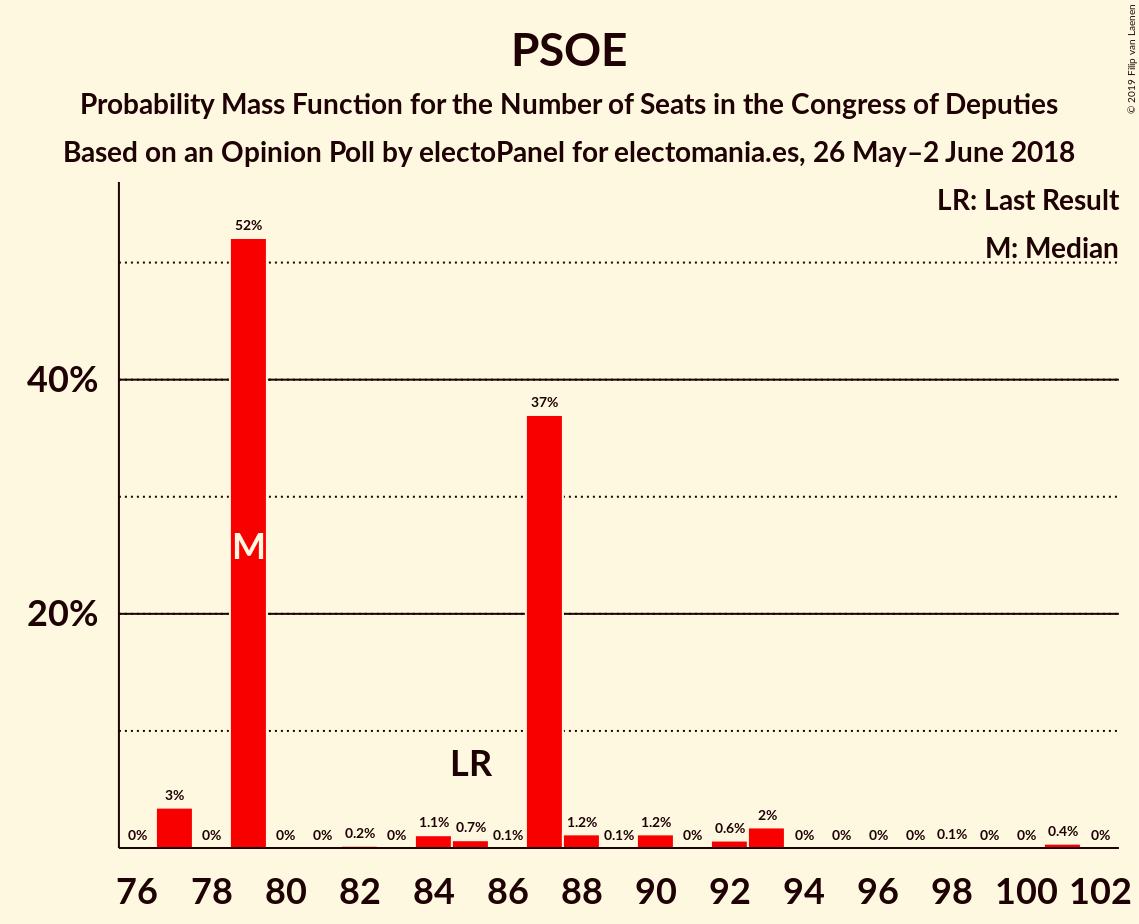 PSOE
Probability Mass Function for the Number of Seats in the Congress of Deputies
Based on an Opinion Poll by electoPanel for electomania.es, 26 May–2 June 2018
© 2019 Filip van Laenen
LR: Last Result
M: Median
40%
20%
0% 3% 0% 52% 0% 0% 0.2% 0% 1.1% 0.7% 0.1% 37% 1.2% 0.1% 1.2% 0% 0.6% 2% 0% 0% 0% 0% 0.1% 0% 0% 0.4% 0%
M
LR
76 78 80 82 84 86 88 90 92 94 96 98 100 102